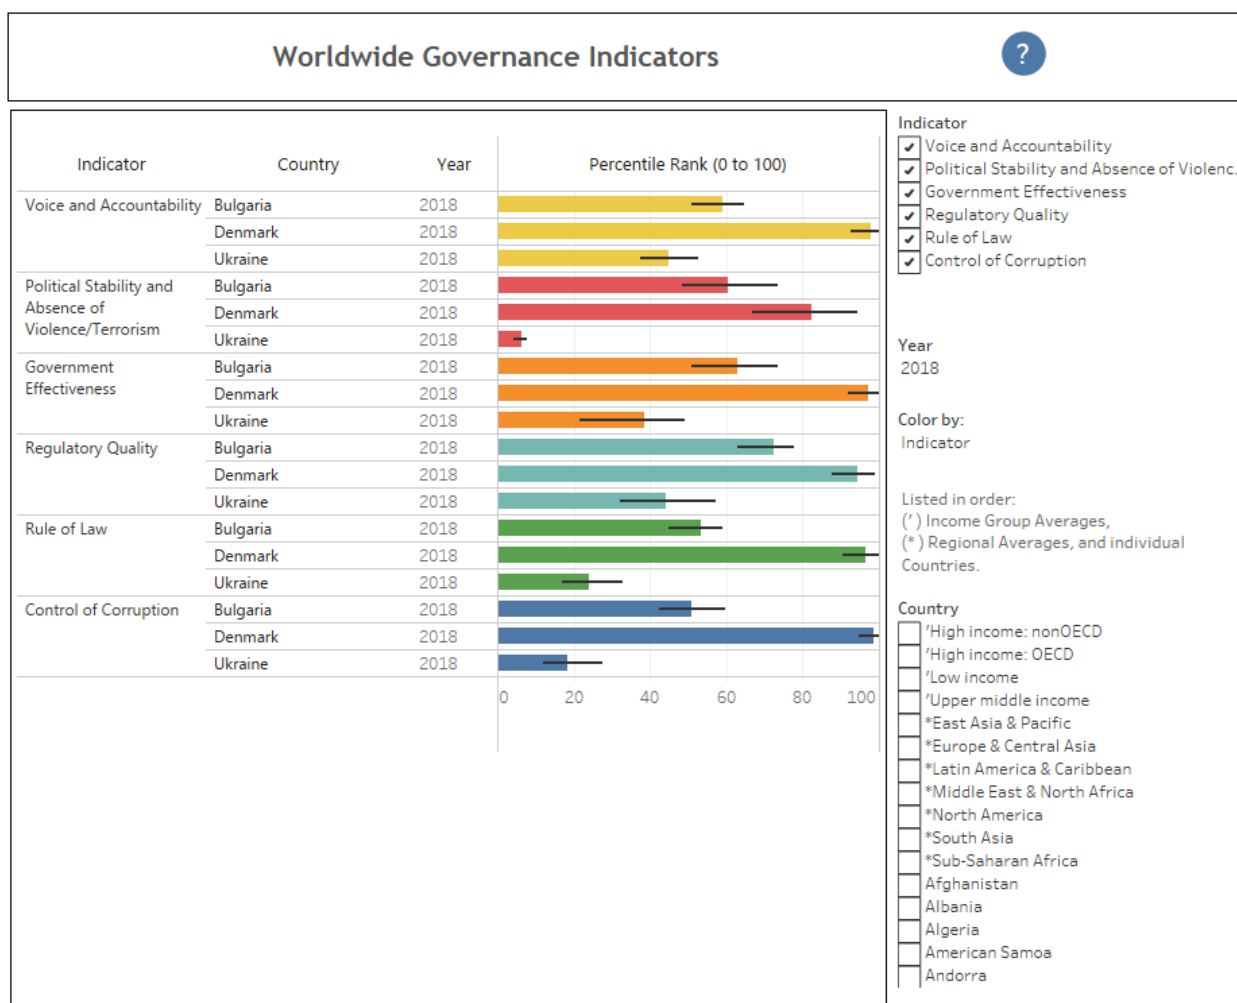 Worldwide Governance Indicators
?
Indicator Country Year Percentile Rank (0 to 100)
Voice and Accountability Bulgaria 2018
Denmark 2018
Ukraine 2018
Political Stability and Absence of Violence/Terrorism Bulgaria 2018
Denmark 2018
Ukraine 2018
Government Effectiveness Bulgaria 2018
Denmark 2018
Ukraine 2018
Regulatory Quality Bulgaria 2018
Denmark 2018
Ukraine 2018
Rule of Law Bulgaria 2018
Denmark 2018
Ukraine 2018
Control of Corruption Bulgaria 2018
Denmark 2018
Ukraine 2018
0 20 40 60 80 100
Indicator
Voice and Accountability
Political Stability and Absence of Violenc.
Government Effectiveness
Regulatory Quality
Rule of Law
Control of Corruption
Year
2018
Color by:
Indicator
Listed in order:
(') Income Group Averages,
(*) Regional Averages, and individual
Countries.
Country
'High income: nonOECD
'High income: OECD
'Low income
'Upper middle income
*East Asia & Pacific
*Europe & Central Asia
*Latin America & Caribbean
*Middle East & North Africa
*North America
*South Asia
*Sub-Saharan Africa
Afghanistan
Albania
Algeria
American Samoa
Andorra